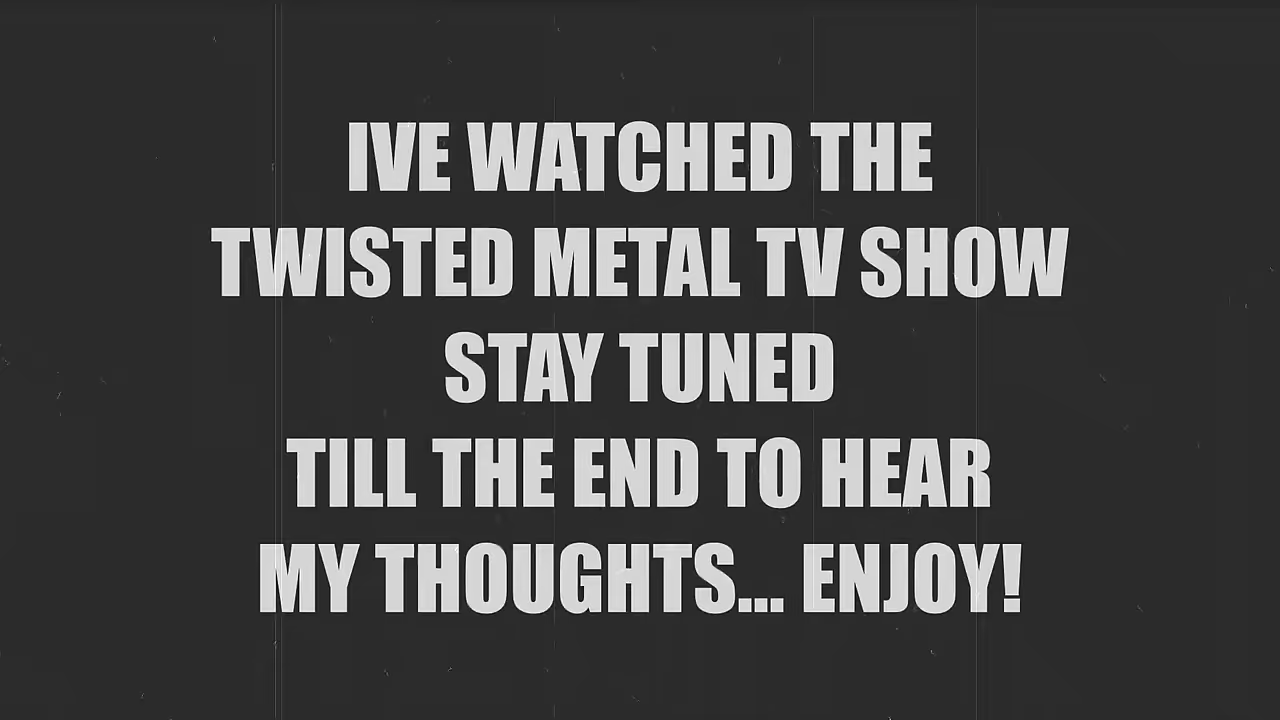 IVE WATCHED THE
TWISTED METAL TV SHOW
STAY TUNED
TILL THE END TO HEAR
MY THOUGHTS... ENJOY!